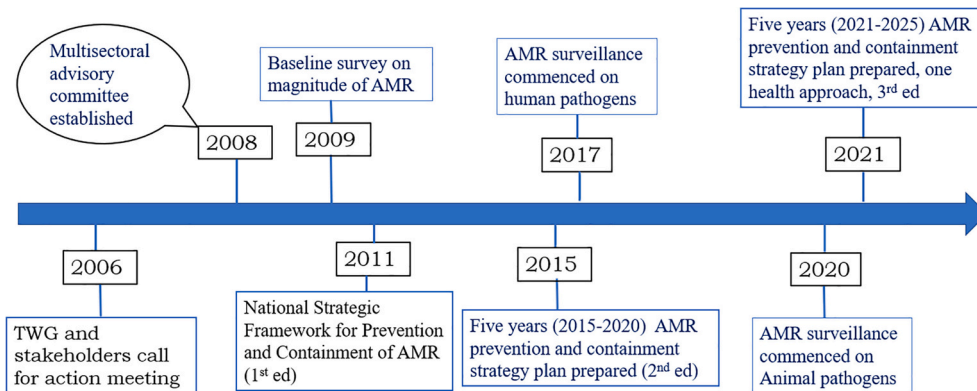 Multisectoral
advisory
committee
established
2008
Baseline survey on
magnitude of AMR
2009
AMR surveillance
commenced on
human pathogens
2017
Five years (2021-2025) AMR
prevention and containment
strategy plan prepared, one
health approach, 3rd ed
2021
2006
TWG and
stakeholders call
for action meeting
2011
National Strategic
Framework for Prevention
and Containment of AMR
(1st ed)
2015
Five years (2015-2020) AMR
prevention and containment
strategy plan prepared (2nd ed)
2020
AMR surveillance
commenced on
Animal pathogens